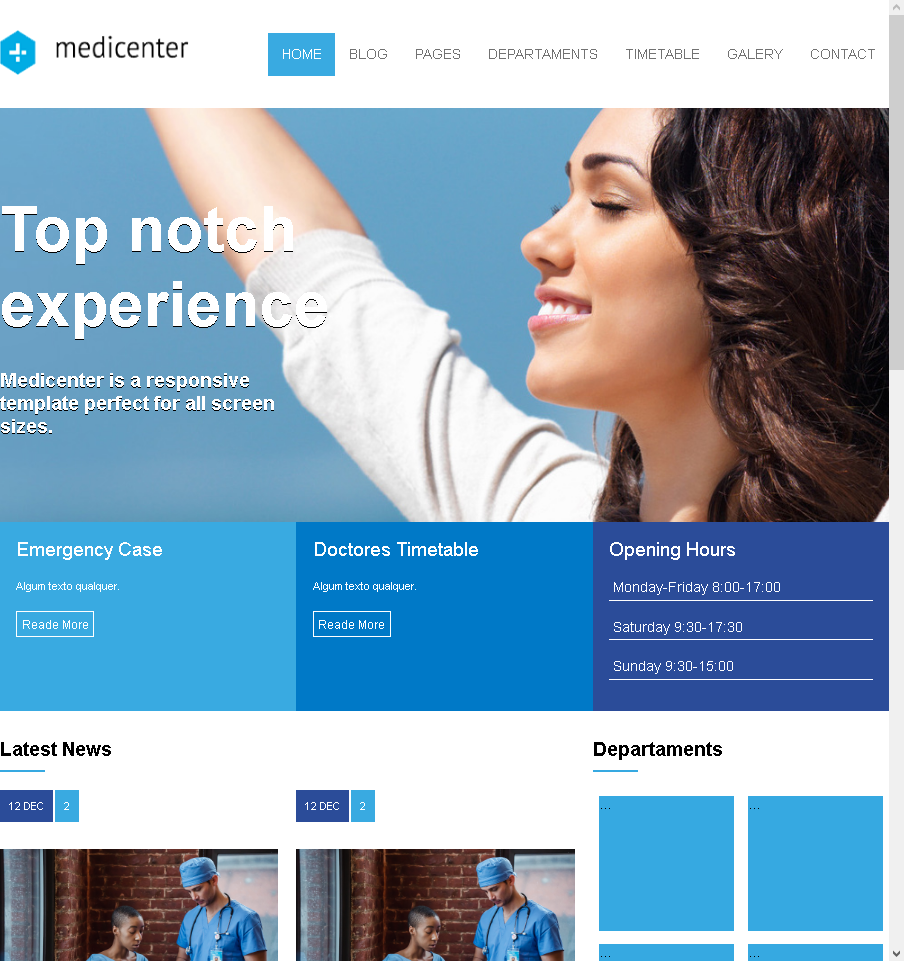 medicenter
HOME BLOG PAGES DEPARTAMENTS TIMETABLE GALERY CONTACT
Top notch
experience
Medicenter is a responsive
template perfect for all screen
sizes.
Emergency Case
Algum texto qualquer.
Reade More
Doctores Timetable
Algum texto qualquer.
Reade More
Opening Hours
Monday-Friday 8:00-17:00
Saturday 9:30-17:30
Sunday 9:30-15:00
Latest News
12 DEC 2
12 DEC 2
Departaments
... ...
... ...